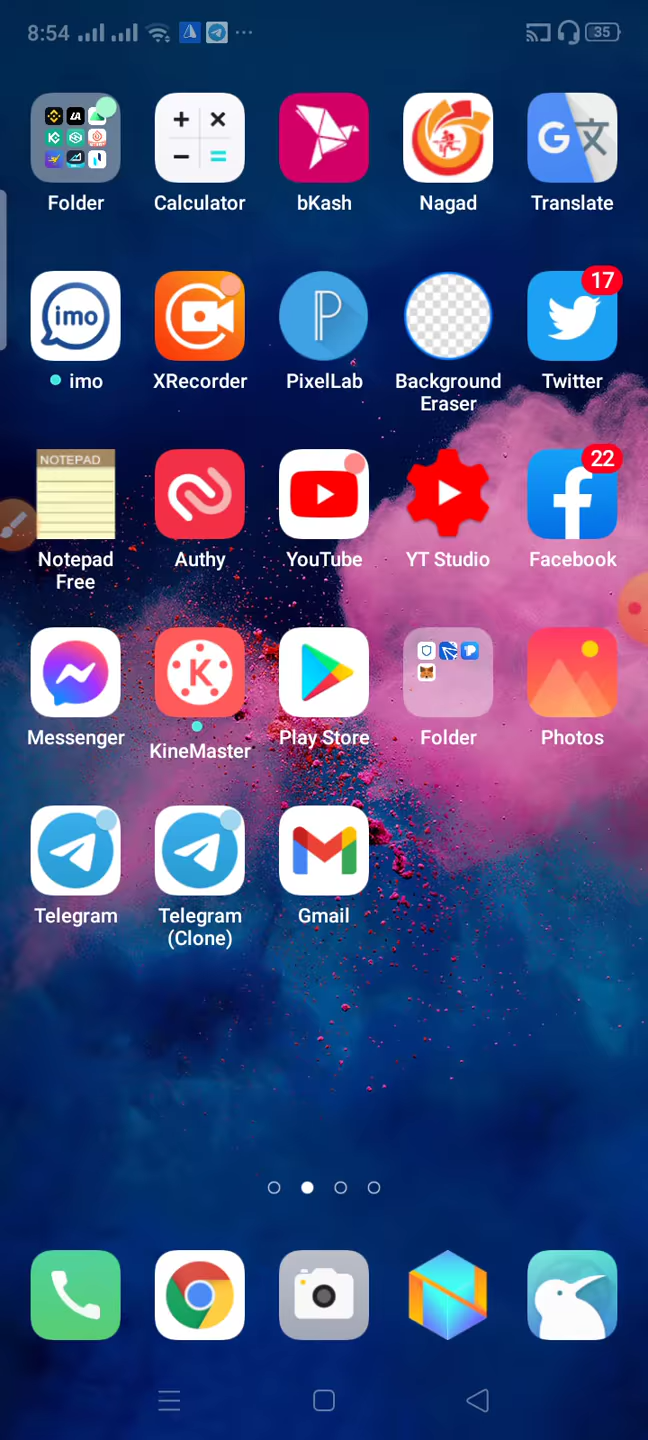 8:54 35
Folder Calculator bKash Nagad Translate
imo
17
imo XRecorder PixelLab Background Eraser Twitter
NOTEPAD
22
Notepad Free Authy YouTube YT Studio Facebook
Messenger KineMaster Play Store Folder Photos
Telegram Telegram (Clone) Gmail